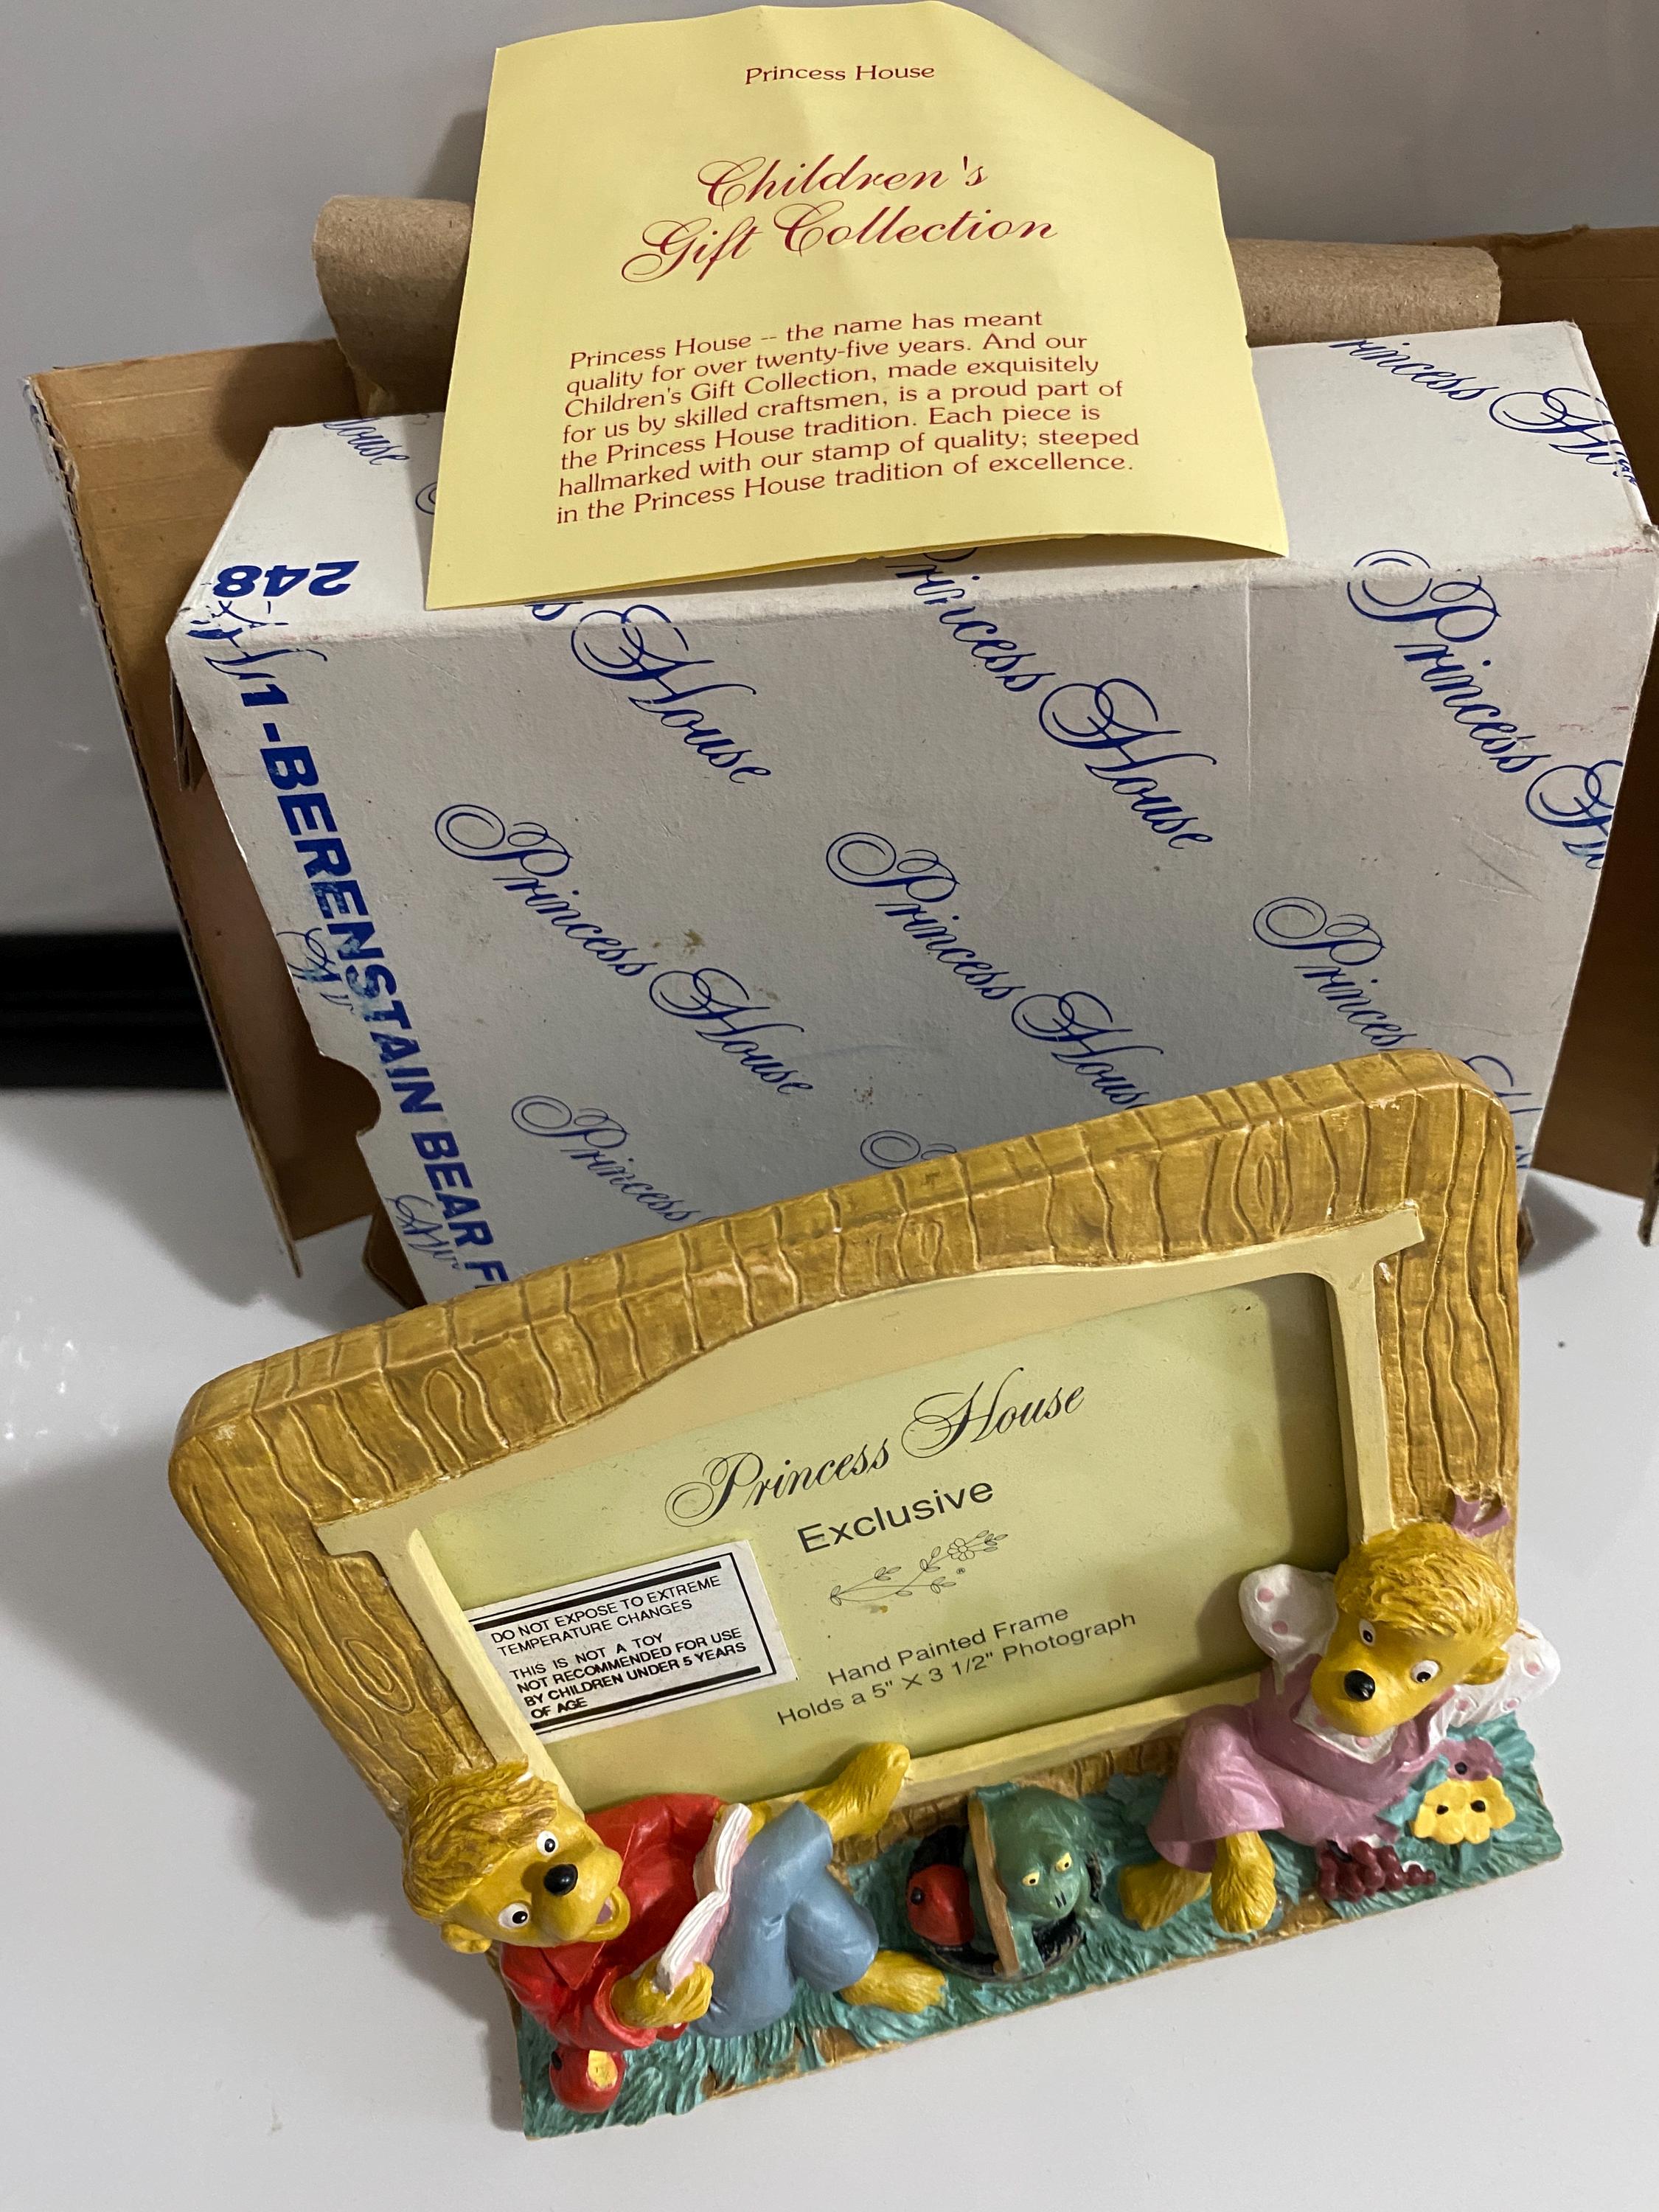 Princess House
Children's
Gift Collection
Princess House -- the name has meant
quality for over twenty-five years. And our
Children's Gift Collection, made exquisitely
for us by skilled craftsmen, is a proud part of
the Princess House tradition. Each piece is
hallmarked with our stamp of quality; steeped
in the Princess House tradition of excellence.
House
Princess
248
1 - BERENSTAIN BEAR
House
Princess House
Princess
Princess House
Princess House
Princess
Princess
Princess House
Exclusive
®
Hand Painted Frame
Holds a 5" X 3 1/2" Photograph
DO NOT EXPOSE TO EXTREME
TEMPERATURE CHANGES
THIS IS NOT A TOY
NOT RECOMMENDED FOR USE
BY CHILDREN UNDER 5 YEARS
OF AGE